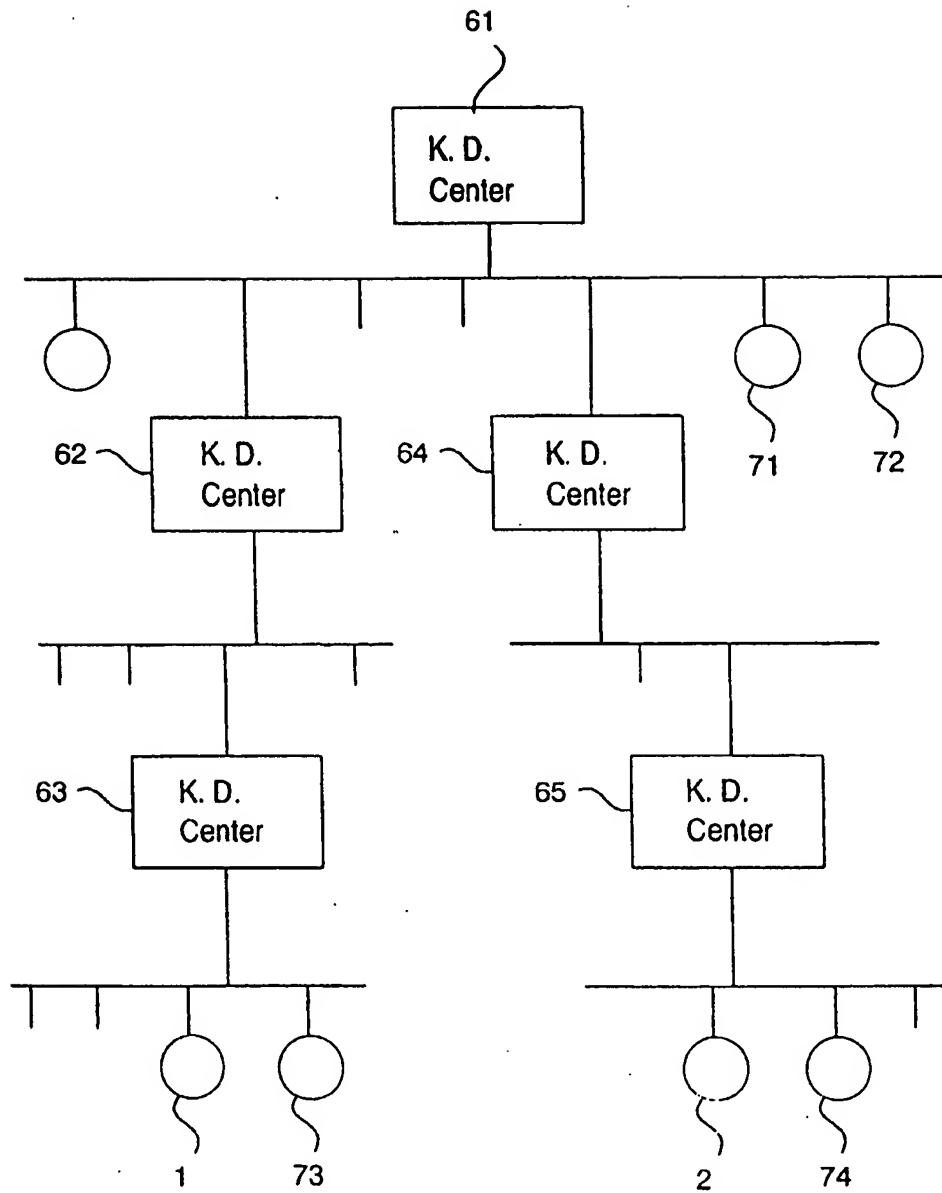 61
K. D.
Center
62
K. D.
Center
64
K. D.
Center
71
72
63
K. D.
Center
65
K. D.
Center
1
73
2
74